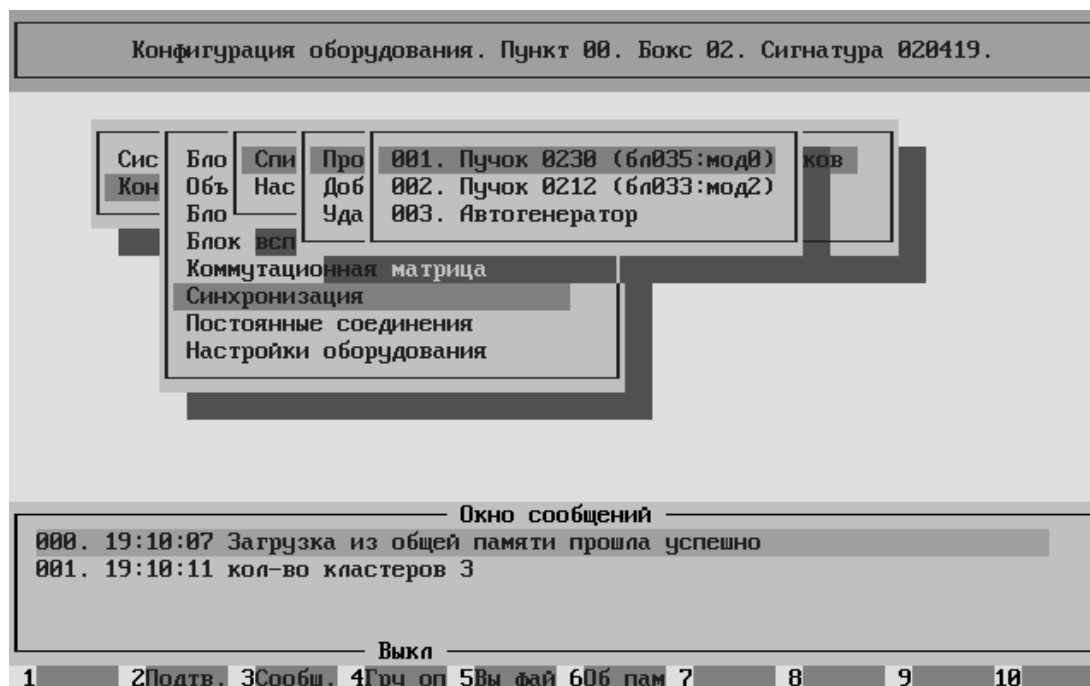 Конфигурация оборудования. Пункт 00. Бокс 02. Сигнатура 020419.
Сис Бло Спи Про 001. Пучок 0230 (бл035:мод0) ков
Кон Объ Нас Доб 002. Пучок 0212 (бл033:мод2)
Бло Уда 003. Автогенератор
Блок всп
Коммутационная матрица
Синхронизация
Постоянные соединения
Настройки оборудования
Окно сообщений
000. 19:10:07 Загрузка из общей памяти прошла успешно
001. 19:10:11 кол-во кластеров 3
Выкл
1 2Подтв. 3Сообщ. 4Гру оп 5Вы фай 6Об пам 7 8 9 10